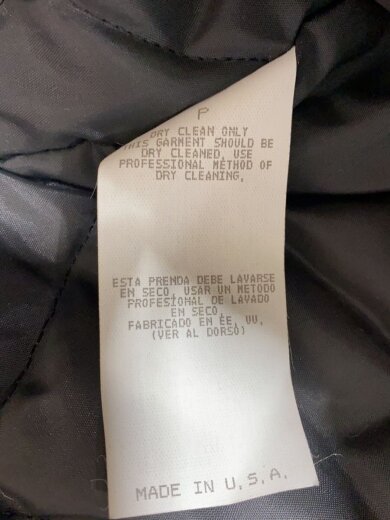 P
DRY CLEAN ONLY
THIS GARMENT SHOULD BE
DRY CLEANED, USE
PROFESSIONAL METHOD OF
DRY CLEANING.
ESTA PRENDA DEBE LAVARSE
EN SECO, USAR UN METODO
PROFESIONAL DE LAVADO
EN SECO.
FABRICADO EN EE. UU.
(VER AL DORSO)
MADE IN U.S.A.